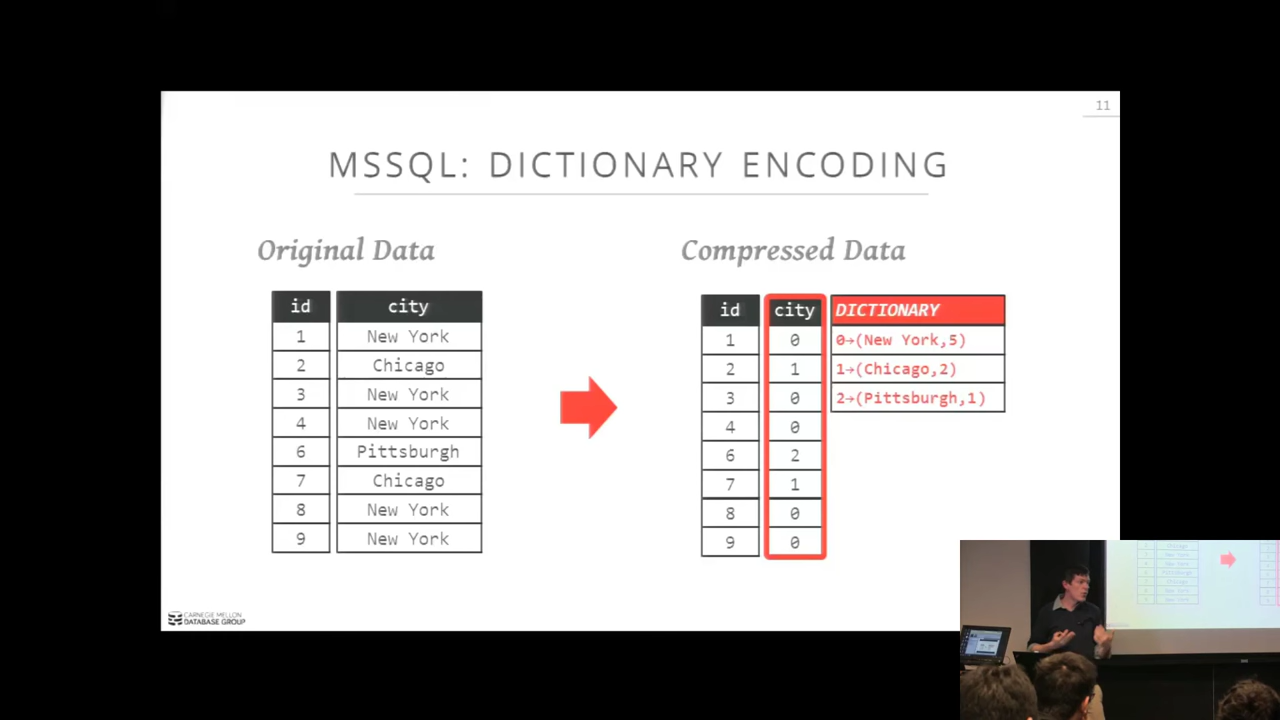 11
MSSQL: DICTIONARY ENCODING
Original Data
id city
1 New York
2 Chicago
3 New York
4 New York
6 Pittsburgh
7 Chicago
8 New York
9 New York
Compressed Data
id city DICTIONARY
1 0 0→(New York,5)
2 1 1→(Chicago,2)
3 0 2→(Pittsburgh,1)
4 0
6 2
7 1
8 0
9 0
CARNEGIE MELLON
DATABASE GROUP